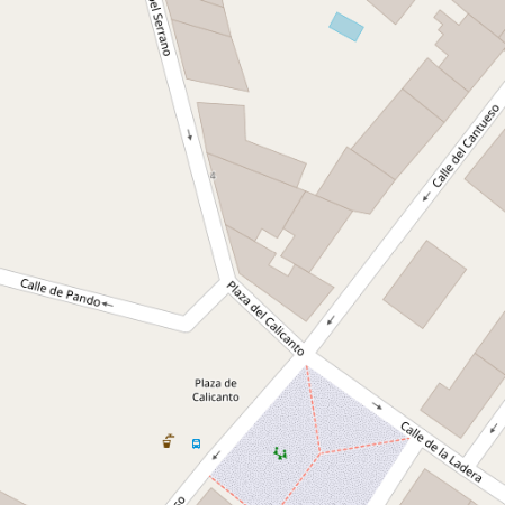 del Serrano
Calle del Cantueso
4
Calle de Pando
Plaza del Calicanto
Plaza de
Calicanto
Calle de la Ladera